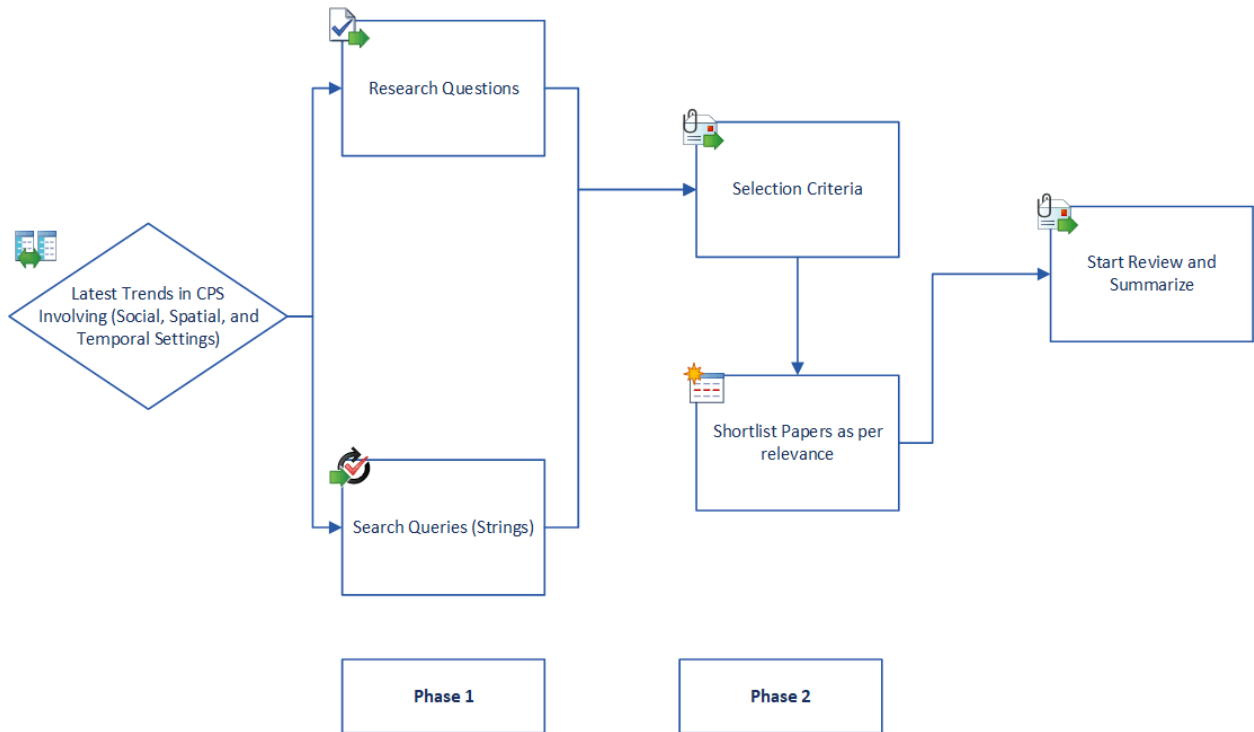 Research Questions
Selection Criteria
Start Review and
Summarize
Latest Trends in CPS
Involving (Social, Spatial, and
Temporal Settings)
Shortlist Papers as per
relevance
Search Queries (Strings)
Phase 1
Phase 2